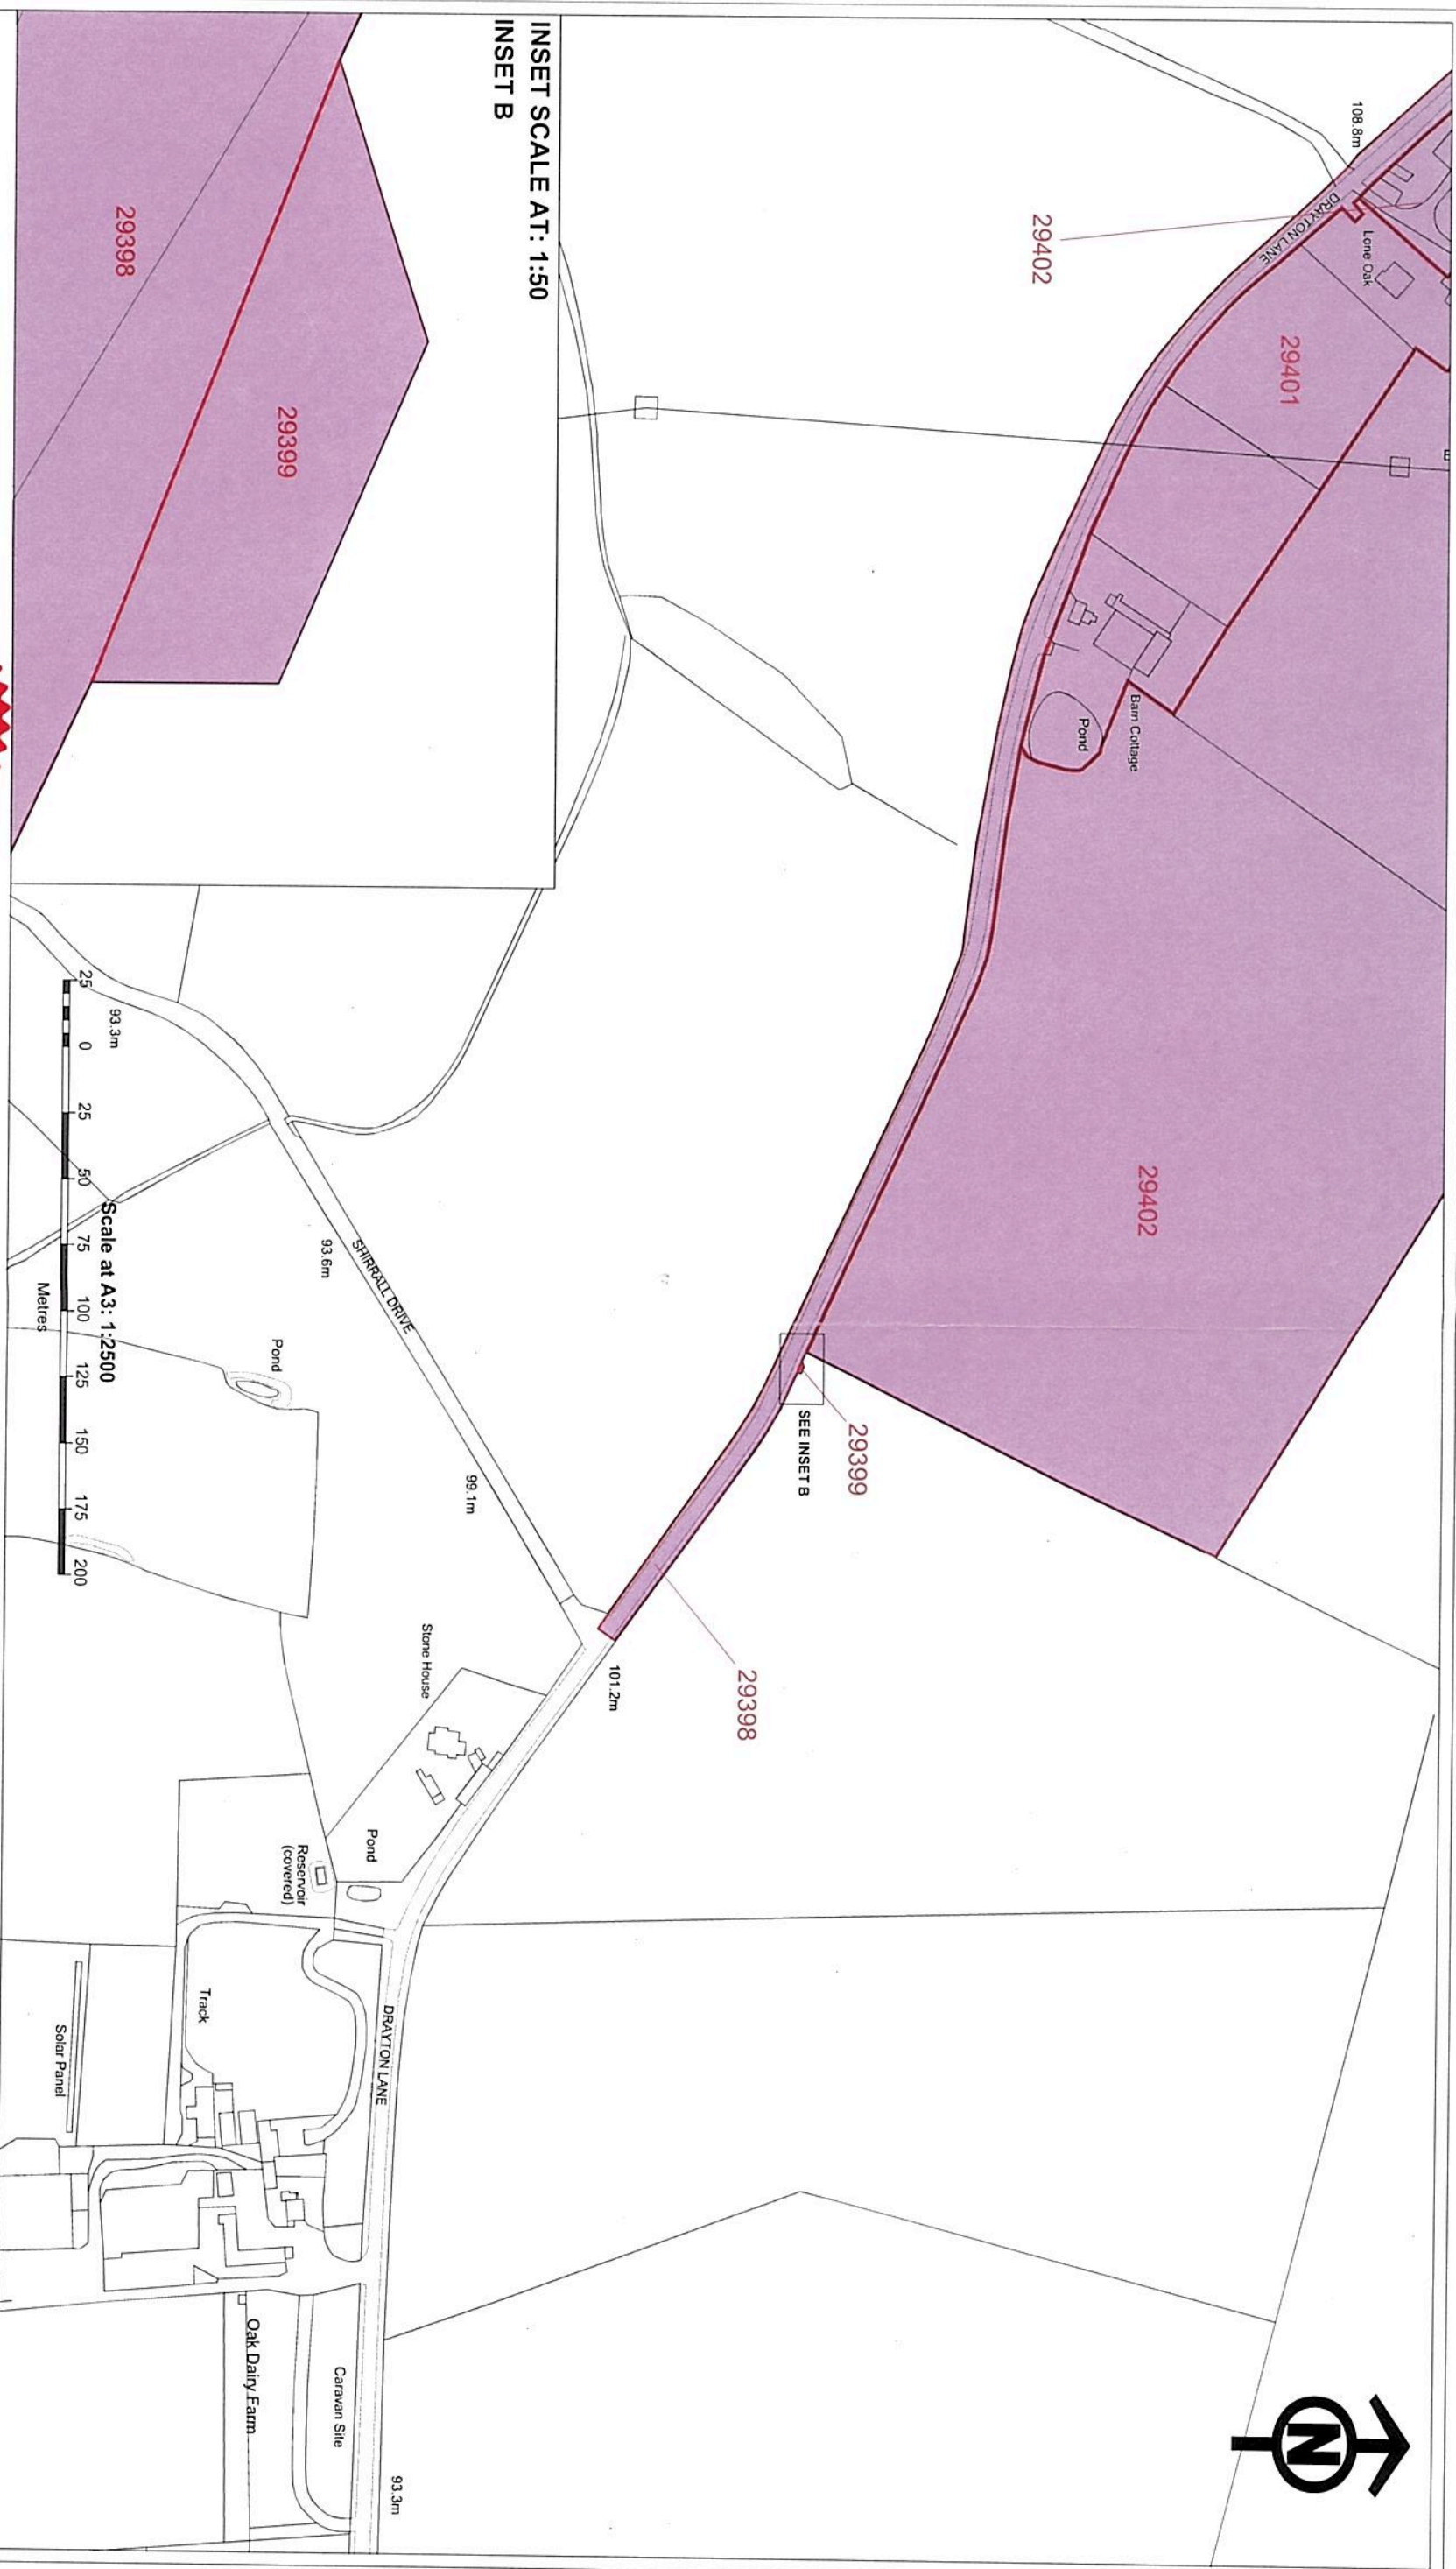 108.8m
DRAYTON LANE
Lone Oak
29402
29401
Barn Cottage
Pond
29402
29399
SEE INSET B
29398
101.2m
INSET SCALE AT: 1:50
INSET B
29398
29399
93.3m
93.6m
SHIRRALL DRIVE
99.1m
Pond
Scale at A3: 1:2500
25 0 25 50 75 100 125 150 175 200
Metres
Stone House
Pond
Reservoir
(covered)
Track
DRAYTON LANE
Solar Panel
Oak Dairy Farm
Caravan Site
93.3m
N